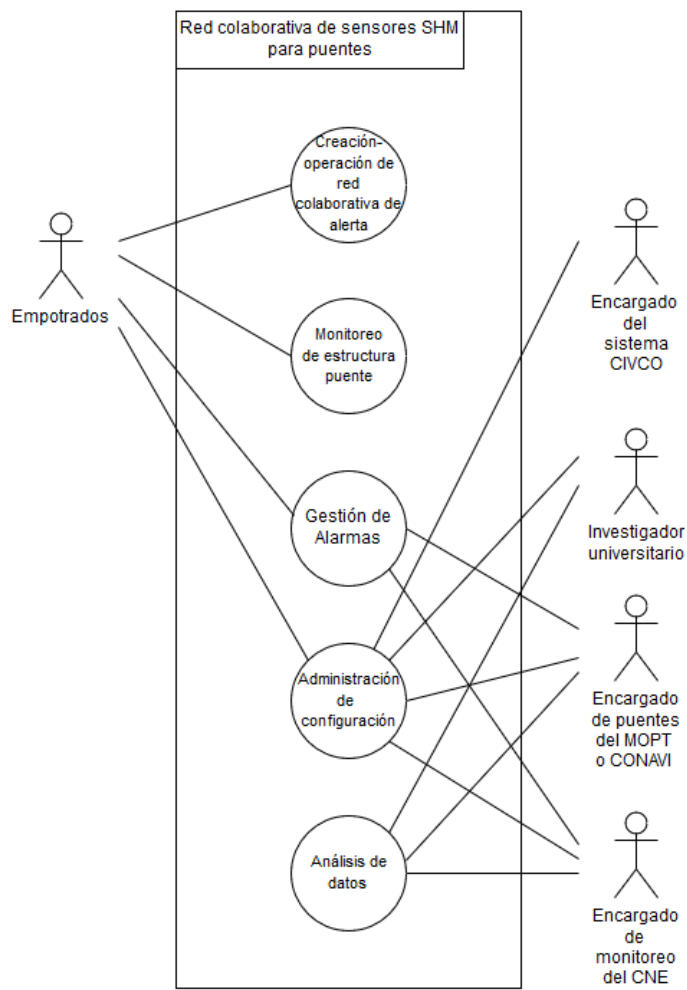 Red colaborativa de sensores SHM
para puentes
Creación-
operación de
red
colaborativa de
alerta
Empotrados
Monitoreo
de estructura
puente
Gestión de
Alarmas
Administración
de
configuración
Análisis de
datos
Encargado
del
sistema
CIVCO
Investigador
universitario
Encargado
de puentes
del MOPT
o CONAVI
Encargado
de
monitoreo
del CNE